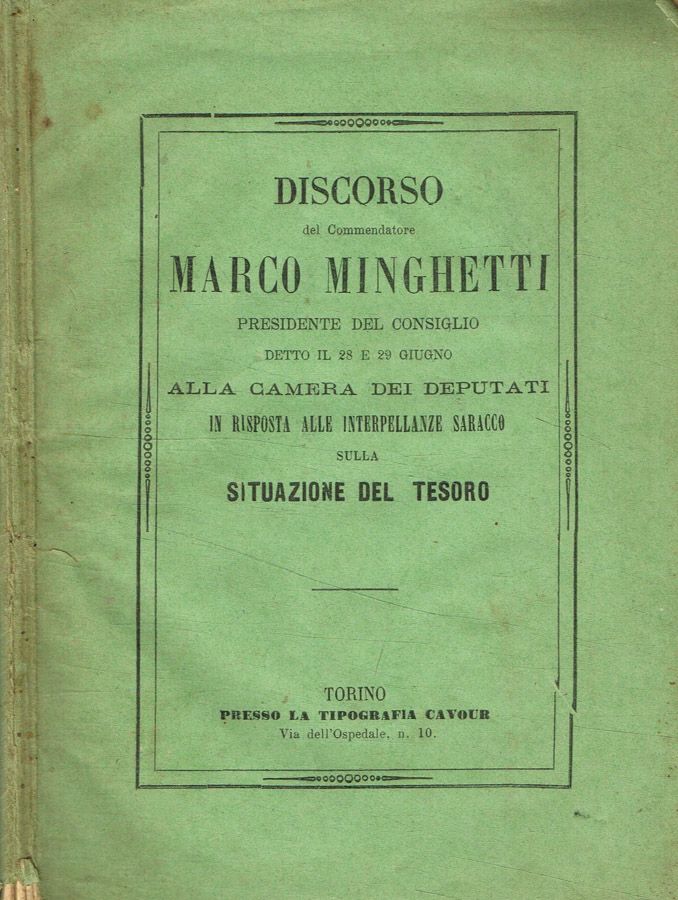 DISCORSO
del Commendatore
MARCO MINGHETTI
PRESIDENTE DEL CONSIGLIO
DETTO IL 28 E 29 GIUGNO
ALLA CAMERA DEI DEPUTATI
IN RISPOSTA ALLE INTERPELLANZE SARACCO
SULLA
SITUAZIONE DEL TESORO
TORINO
PRESSO LA TIPOGRAFIA CAVOUR
Via dell'Ospedale, n. 10.